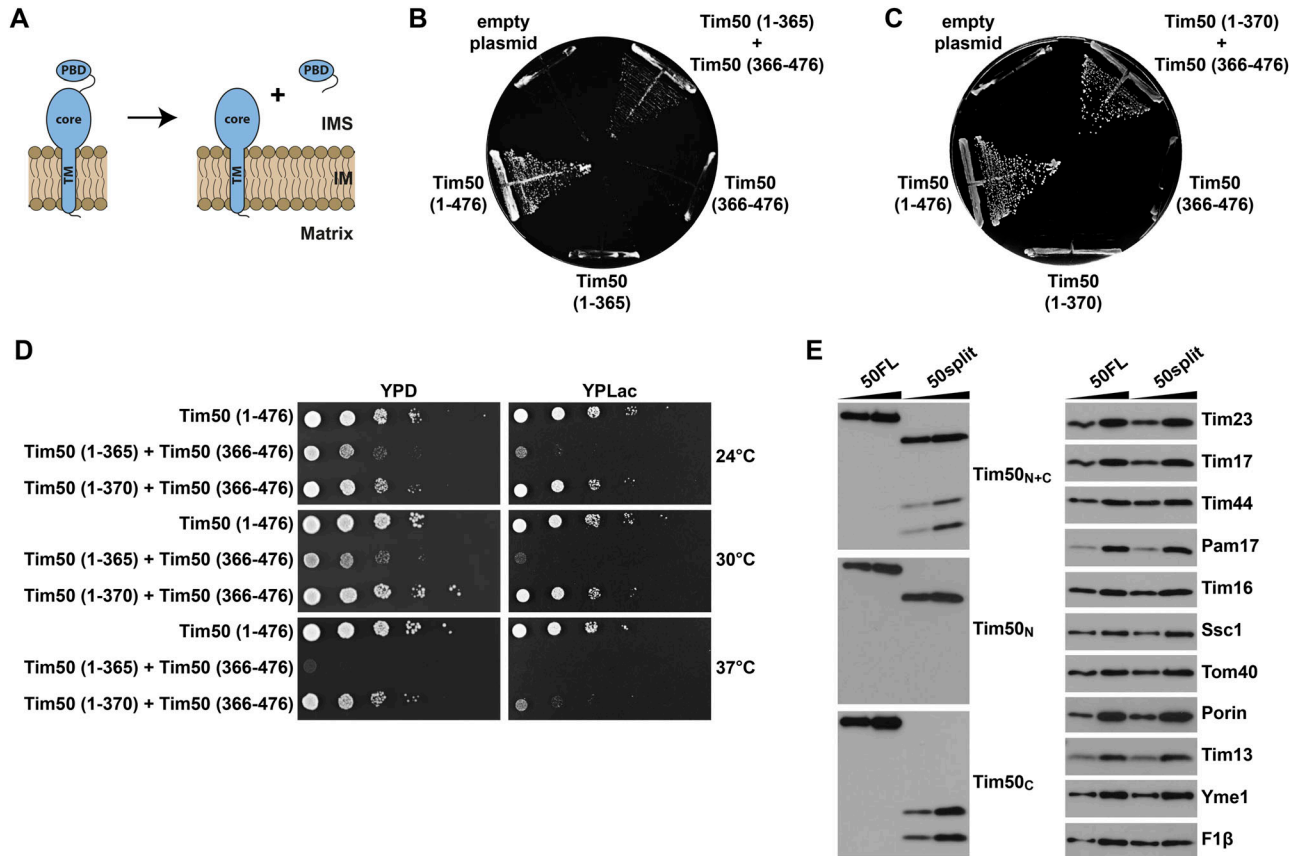 A
PBD
core
TM
PBD
+
core
TM
IMS
IM
Matrix
B
empty
plasmid
Tim50 (1-365)
+
Tim50 (366-476)
Tim50
(1-476)
Tim50
(366-476)
Tim50
(1-365)
C
empty
plasmid
Tim50 (1-370)
+
Tim50 (366-476)
Tim50
(1-476)
Tim50
(366-476)
Tim50
(1-370)
D
YPD
YPLac
Tim50 (1-476)
Tim50 (1-365) + Tim50 (366-476)
Tim50 (1-370) + Tim50 (366-476)
24°C
Tim50 (1-476)
Tim50 (1-365) + Tim50 (366-476)
Tim50 (1-370) + Tim50 (366-476)
30°C
Tim50 (1-476)
Tim50 (1-365) + Tim50 (366-476)
Tim50 (1-370) + Tim50 (366-476)
37°C
E
50FL
50split
Tim50N+C
Tim50N
Tim50C
50FL
50split
Tim23
Tim17
Tim44
Pam17
Tim16
Ssc1
Tom40
Porin
Tim13
Yme1
F1β